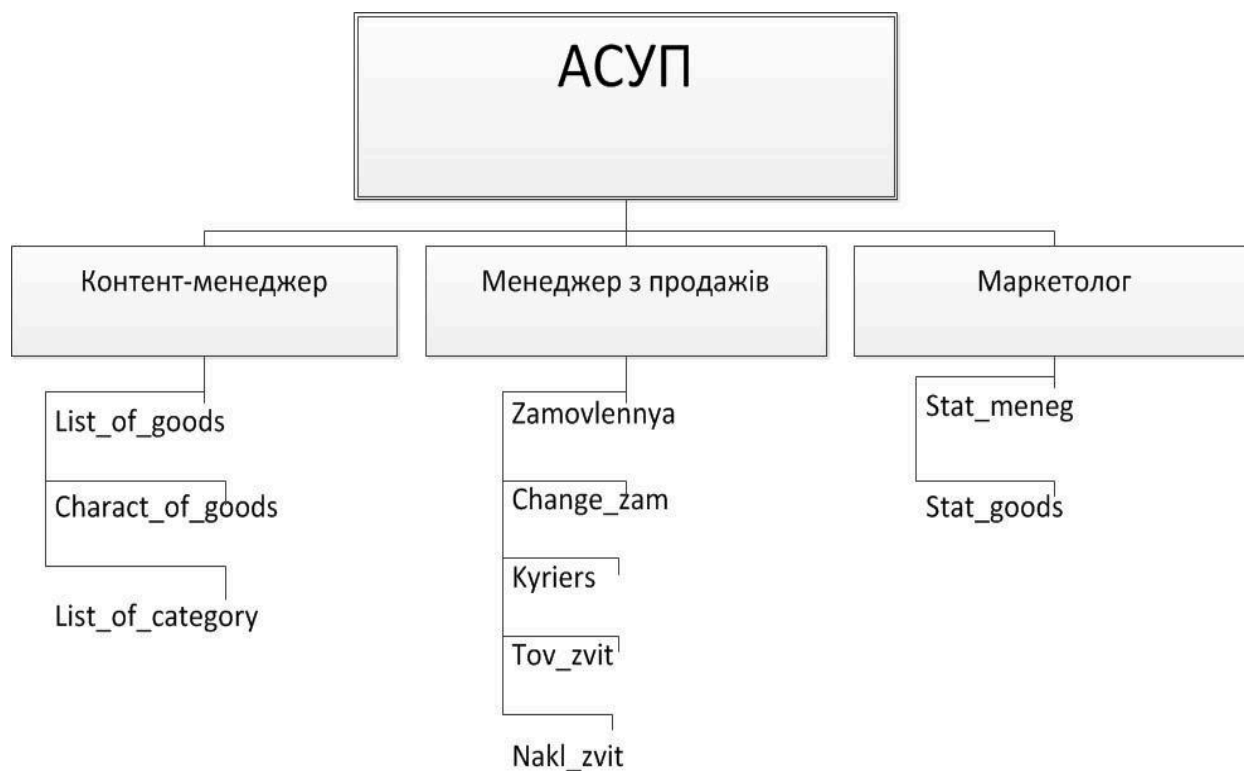 АСУП
Контент-менеджер
Менеджер з продажів
Маркетолог
List_of_goods
Charact_of_goods
List_of_category
Zamovlennya
Change_zam
Kyriers
Tov_zvit
Nakl_zvit
Stat_meneg
Stat_goods